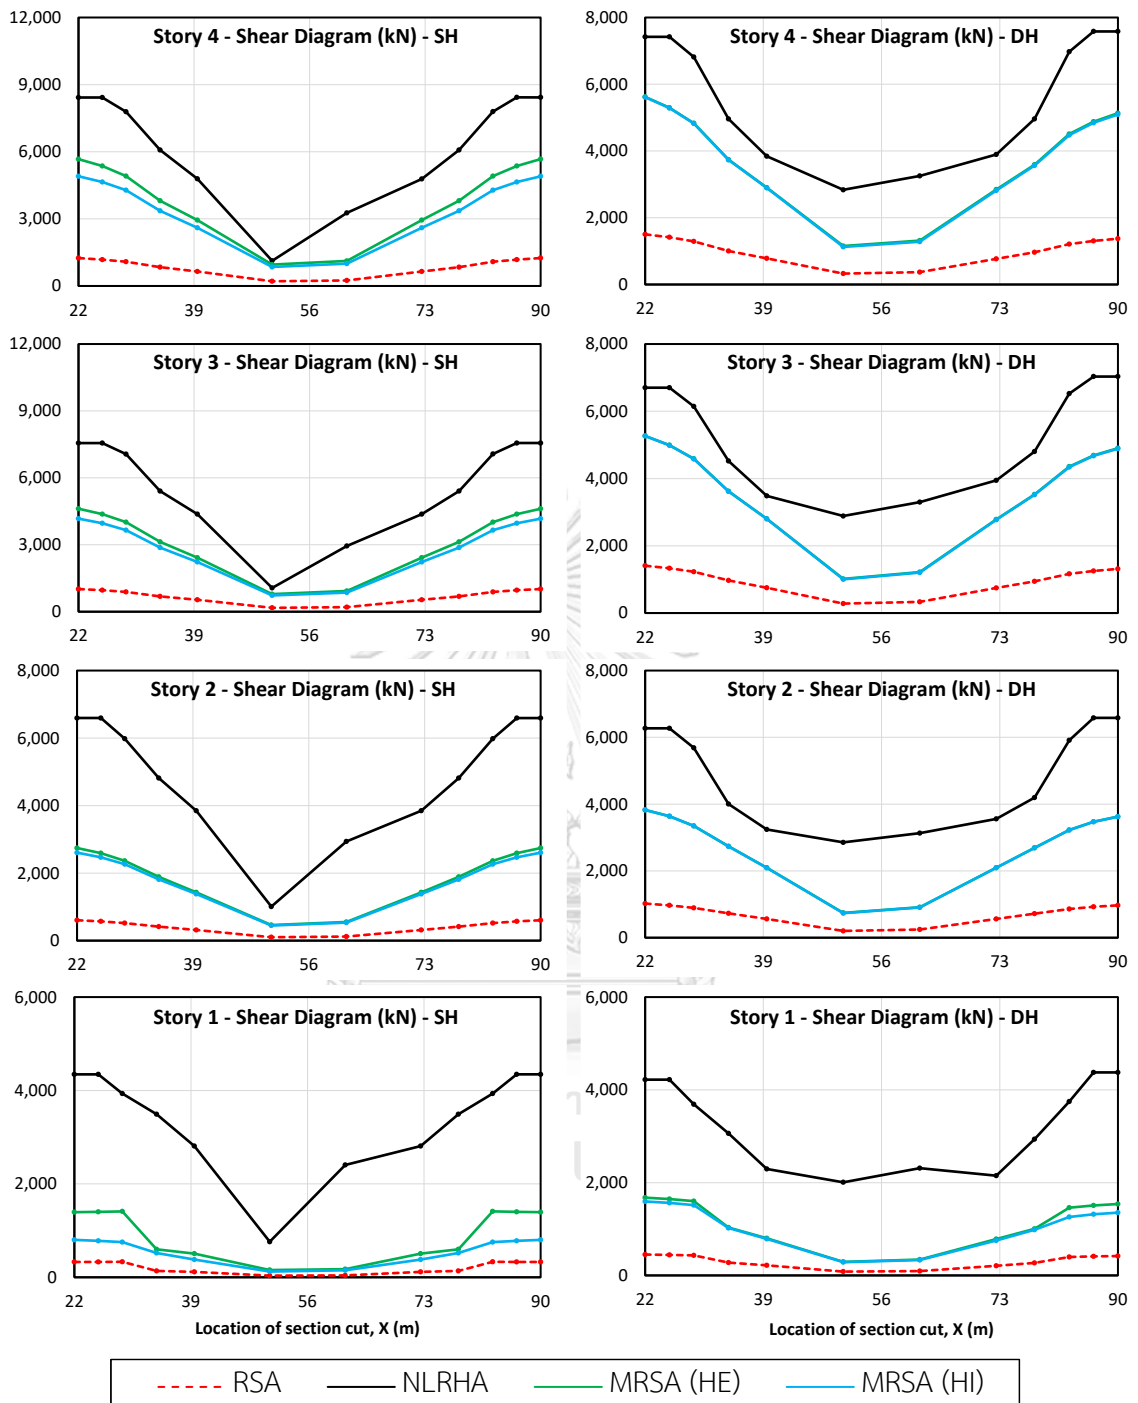 Story 4 - Shear Diagram (kN) - SH
12,000
9,000
6,000
3,000
0
22 39 56 73 90
Story 4 - Shear Diagram (kN) - DH
8,000
6,000
4,000
2,000
0
22 39 56 73 90
Story 3 - Shear Diagram (kN) - SH
12,000
9,000
6,000
3,000
0
22 39 56 73 90
Story 3 - Shear Diagram (kN) - DH
8,000
6,000
4,000
2,000
0
22 39 56 73 90
Story 2 - Shear Diagram (kN) - SH
8,000
6,000
4,000
2,000
0
22 39 56 73 90
Story 2 - Shear Diagram (kN) - DH
8,000
6,000
4,000
2,000
0
22 39 56 73 90
Story 1 - Shear Diagram (kN) - SH
6,000
4,000
2,000
0
22 39 56 73 90
Location of section cut, X (m)
Story 1 - Shear Diagram (kN) - DH
6,000
4,000
2,000
0
22 39 56 73 90
Location of section cut, X (m)
RSA NLRHA MRSA (HE) MRSA (HI)